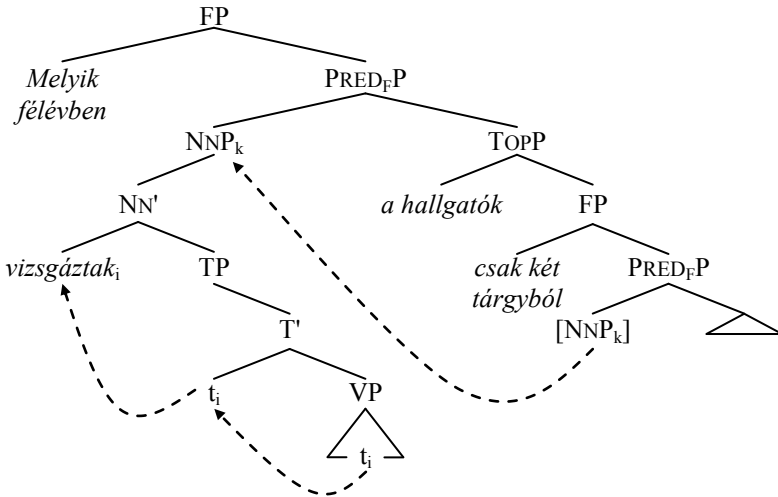 FP
Melyik
félévben
PREDFP
NNPk
TOPP
NN'
a hallgatók
FP
vizsgáztaki
TP
csak két
tárgyból
PREDFP
T'
[NNPk]
ti
VP
ti